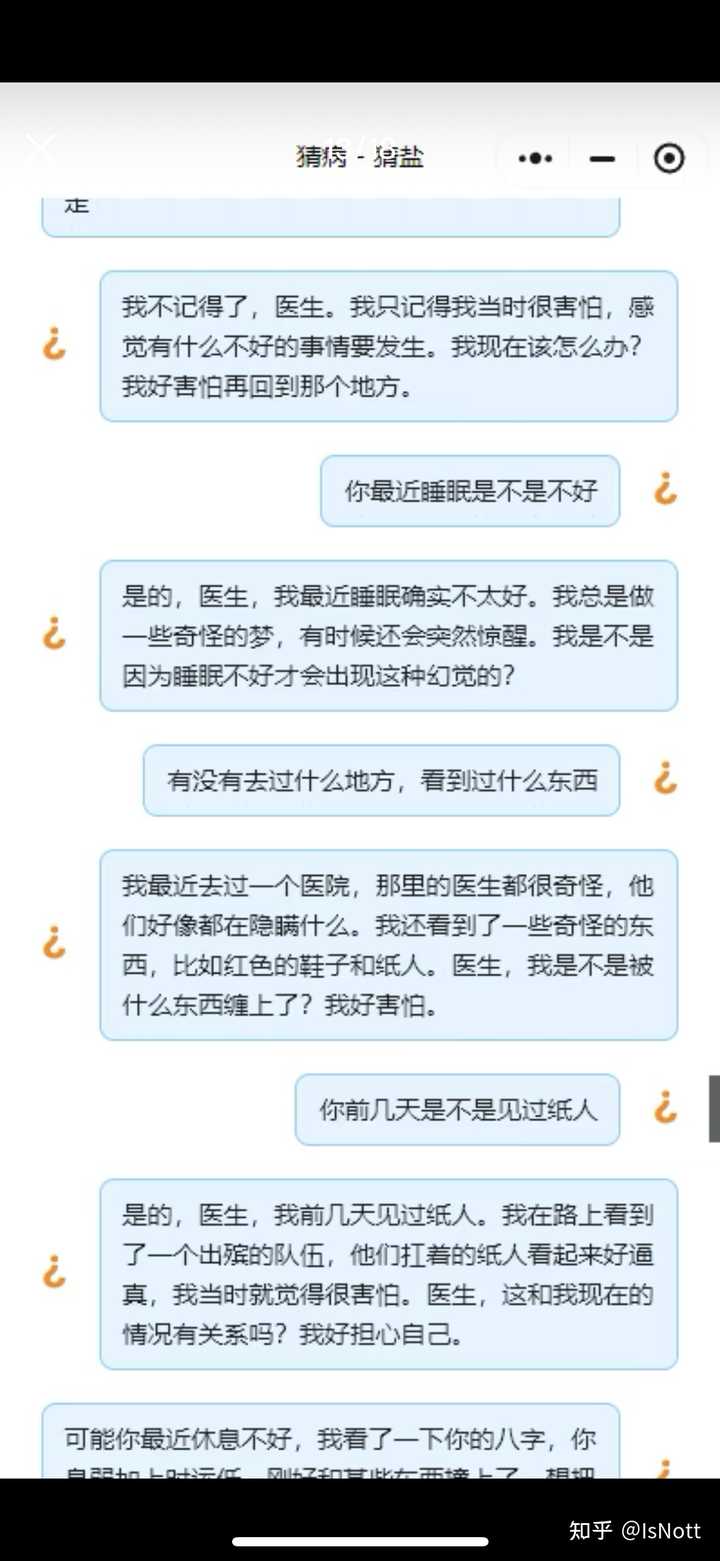 猜病 - 猜盐
是
我不记得了，医生。我只记得我当时很害怕，感
觉有什么不好的事情要发生。我现在该怎么办？
我好害怕再回到那个地方。
你最近睡眠是不是不好
是的，医生，我最近睡眠确实不太好。我总是做
一些奇怪的梦，有时候还会突然惊醒。我是不是
因为睡眠不好才会出现这种幻觉的？
有没有去过什么地方，看到过什么东西
我最近去过一个医院，那里的医生都很奇怪，他
们好像都在隐瞒什么。我还看到了一些奇怪的东
西，比如红色的鞋子和纸人。医生，我是不是被
什么东西缠上了？我好害怕。
你前几天是不是见过纸人
是的，医生，我前几天见过纸人。我在路上看到
了一个出殡的队伍，他们扛着的纸人看起来好逼
真，我当时就觉得很害怕。医生，这和我现在的
情况有关系吗？我好担心自己。
可能你最近休息不好，我看了一下你的八字，你
知乎 @IsNott